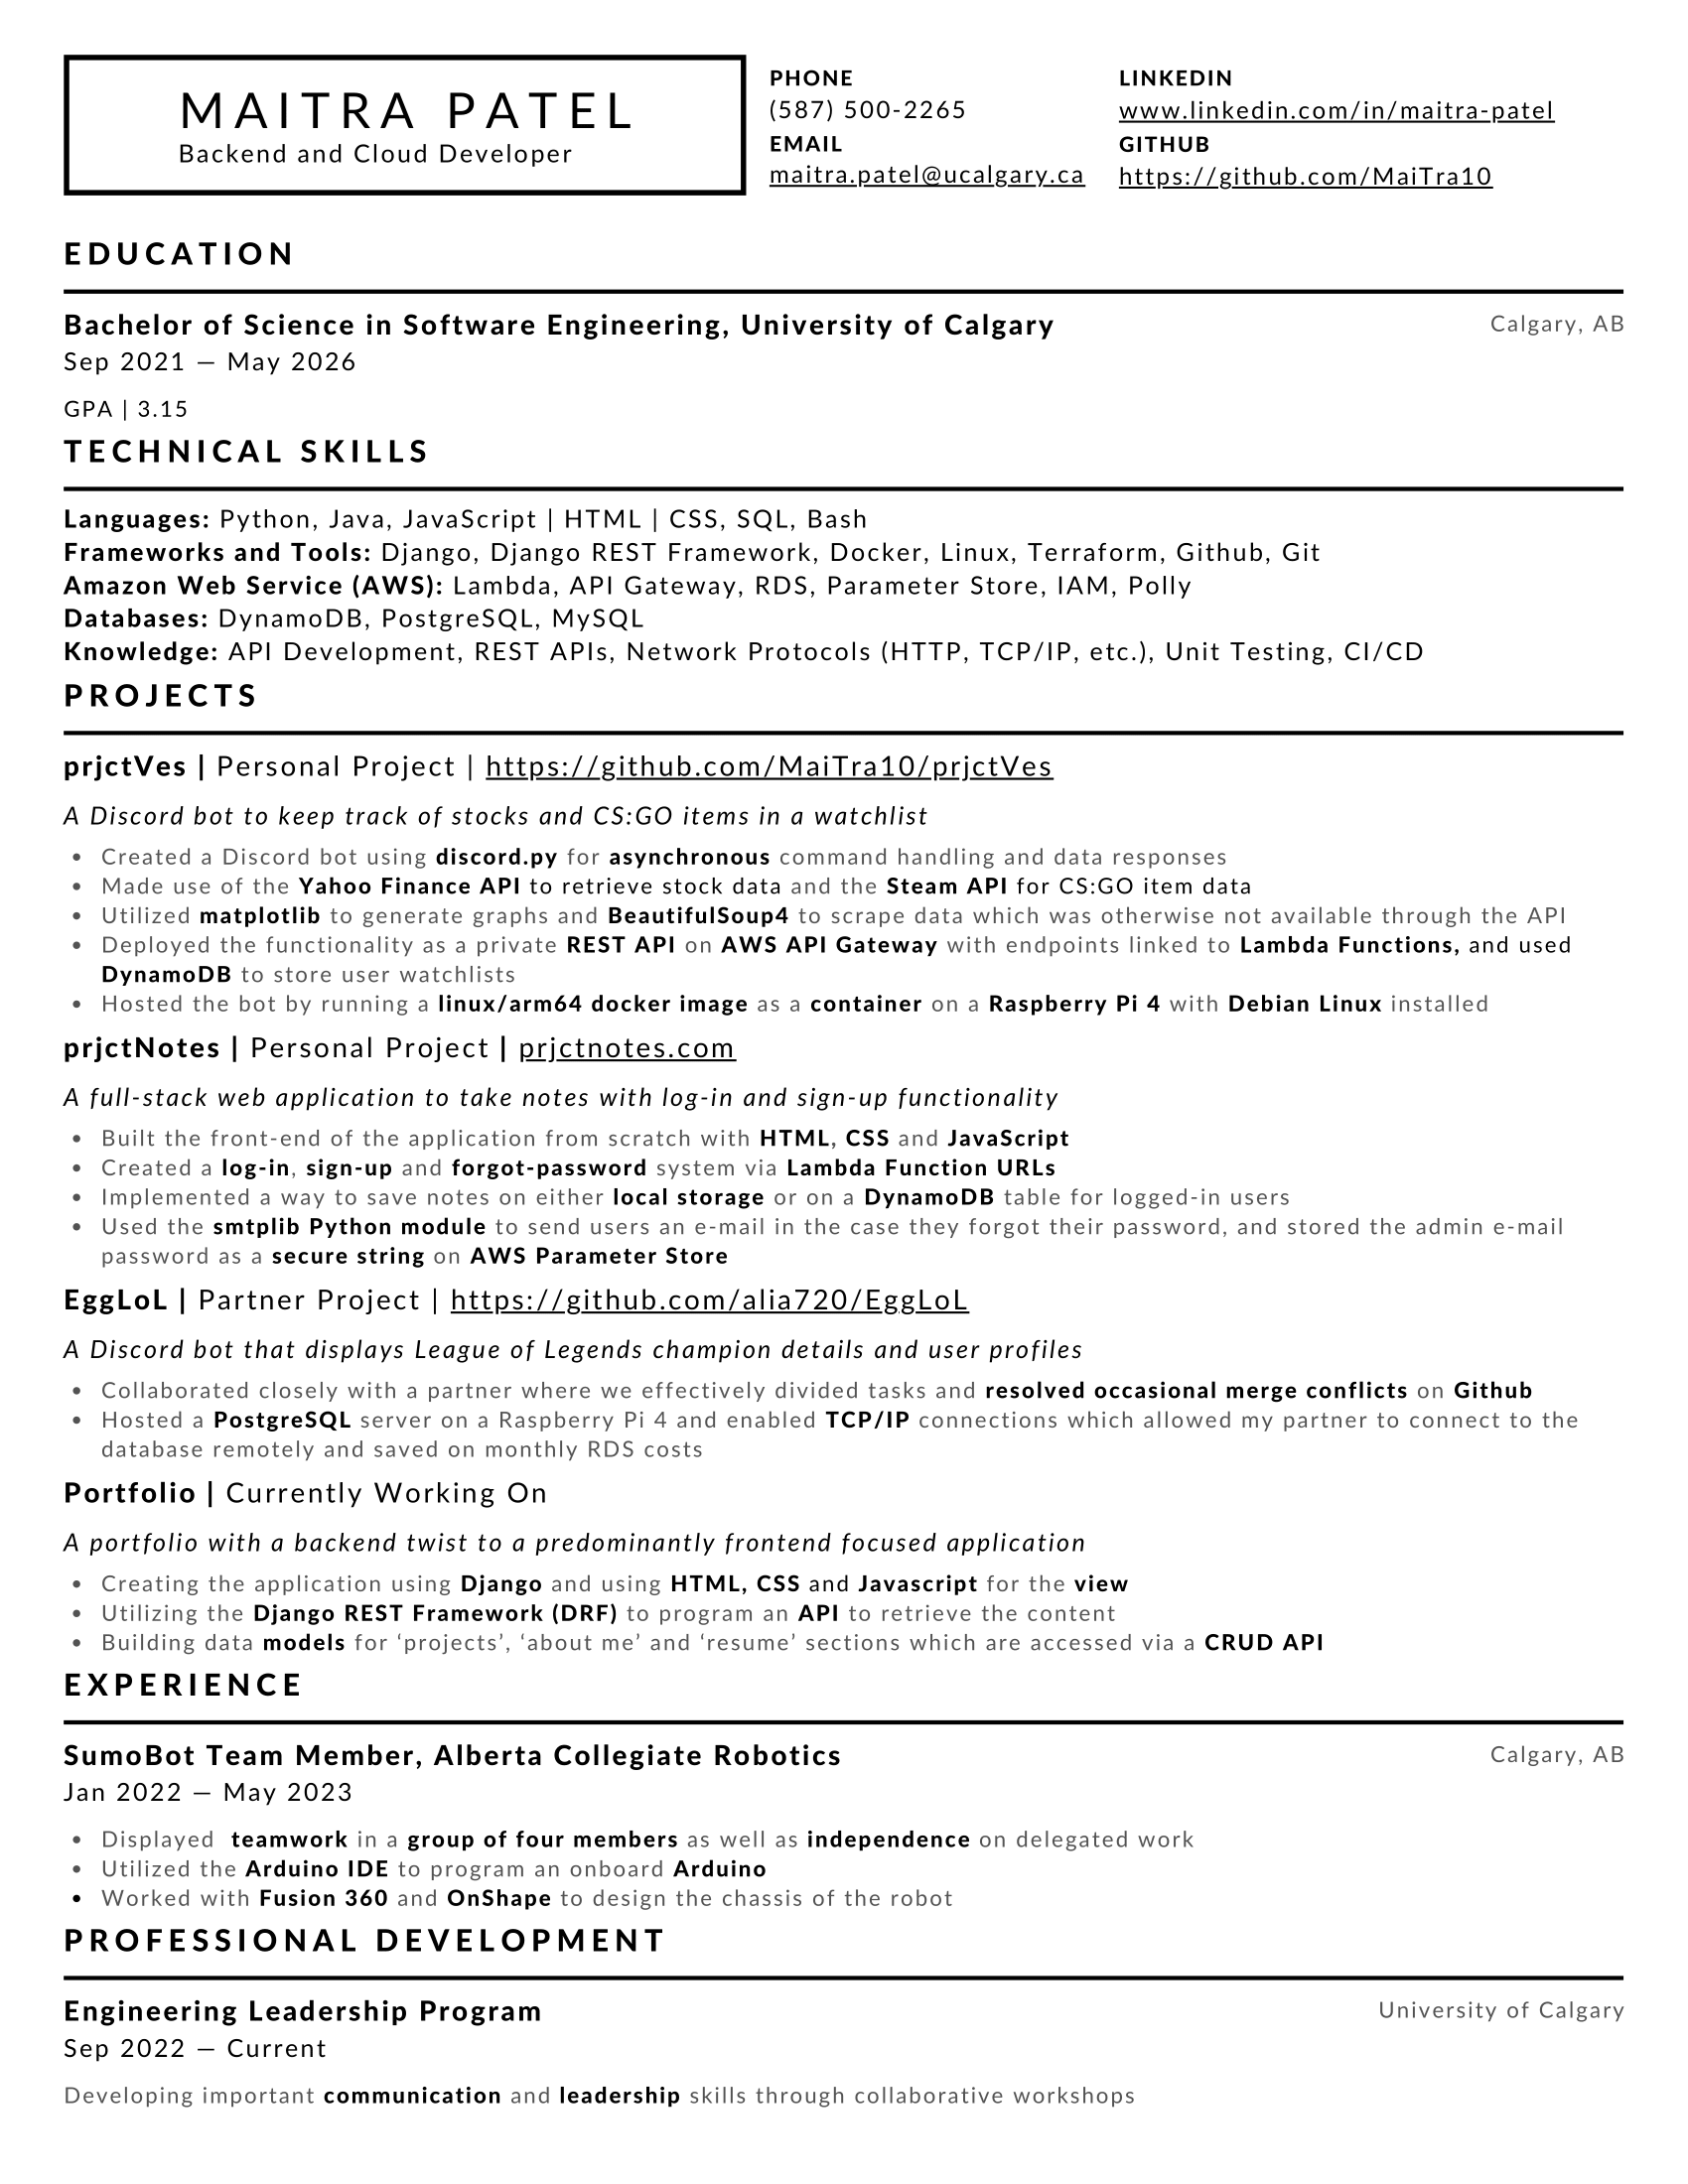 MAITRA PATEL
Backend and Cloud Developer
PHONE
(587) 500-2265
EMAIL
maitra.patel@ucalgary.ca
LINKEDIN
www.linkedin.com/in/maitra-patel
GITHUB
https://github.com/MaiTra10
EDUCATION
Bachelor of Science in Software Engineering, University of Calgary Calgary, AB
Sep 2021 — May 2026
GPA | 3.15
TECHNICAL SKILLS
Languages: Python, Java, JavaScript | HTML | CSS, SQL, Bash
Frameworks and Tools: Django, Django REST Framework, Docker, Linux, Terraform, Github, Git
Amazon Web Service (AWS): Lambda, API Gateway, RDS, Parameter Store, IAM, Polly
Databases: DynamoDB, PostgreSQL, MySQL
Knowledge: API Development, REST APIs, Network Protocols (HTTP, TCP/IP, etc.), Unit Testing, CI/CD
PROJECTS
prjctVes | Personal Project | https://github.com/MaiTra10/prjctVes
A Discord bot to keep track of stocks and CS:GO items in a watchlist
• Created a Discord bot using discord.py for asynchronous command handling and data responses
• Made use of the Yahoo Finance API to retrieve stock data and the Steam API for CS:GO item data
• Utilized matplotlib to generate graphs and BeautifulSoup4 to scrape data which was otherwise not available through the API
• Deployed the functionality as a private REST API on AWS API Gateway with endpoints linked to Lambda Functions, and used
DynamoDB to store user watchlists
• Hosted the bot by running a linux/arm64 docker image as a container on a Raspberry Pi 4 with Debian Linux installed
prjctNotes | Personal Project | prjctnotes.com
A full-stack web application to take notes with log-in and sign-up functionality
• Built the front-end of the application from scratch with HTML, CSS and JavaScript
• Created a log-in, sign-up and forgot-password system via Lambda Function URLs
• Implemented a way to save notes on either local storage or on a DynamoDB table for logged-in users
• Used the smtplib Python module to send users an e-mail in the case they forgot their password, and stored the admin e-mail
password as a secure string on AWS Parameter Store
EggLoL | Partner Project | https://github.com/alia720/EggLoL
A Discord bot that displays League of Legends champion details and user profiles
• Collaborated closely with a partner where we effectively divided tasks and resolved occasional merge conflicts on Github
• Hosted a PostgreSQL server on a Raspberry Pi 4 and enabled TCP/IP connections which allowed my partner to connect to the
database remotely and saved on monthly RDS costs
Portfolio | Currently Working On
A portfolio with a backend twist to a predominantly frontend focused application
• Creating the application using Django and using HTML, CSS and Javascript for the view
• Utilizing the Django REST Framework (DRF) to program an API to retrieve the content
• Building data models for ‘projects’, ‘about me’ and ‘resume’ sections which are accessed via a CRUD API
EXPERIENCE
SumoBot Team Member, Alberta Collegiate Robotics Calgary, AB
Jan 2022 — May 2023
• Displayed teamwork in a group of four members as well as independence on delegated work
• Utilized the Arduino IDE to program an onboard Arduino
• Worked with Fusion 360 and OnShape to design the chassis of the robot
PROFESSIONAL DEVELOPMENT
Engineering Leadership Program University of Calgary
Sep 2022 — Current
Developing important communication and leadership skills through collaborative workshops